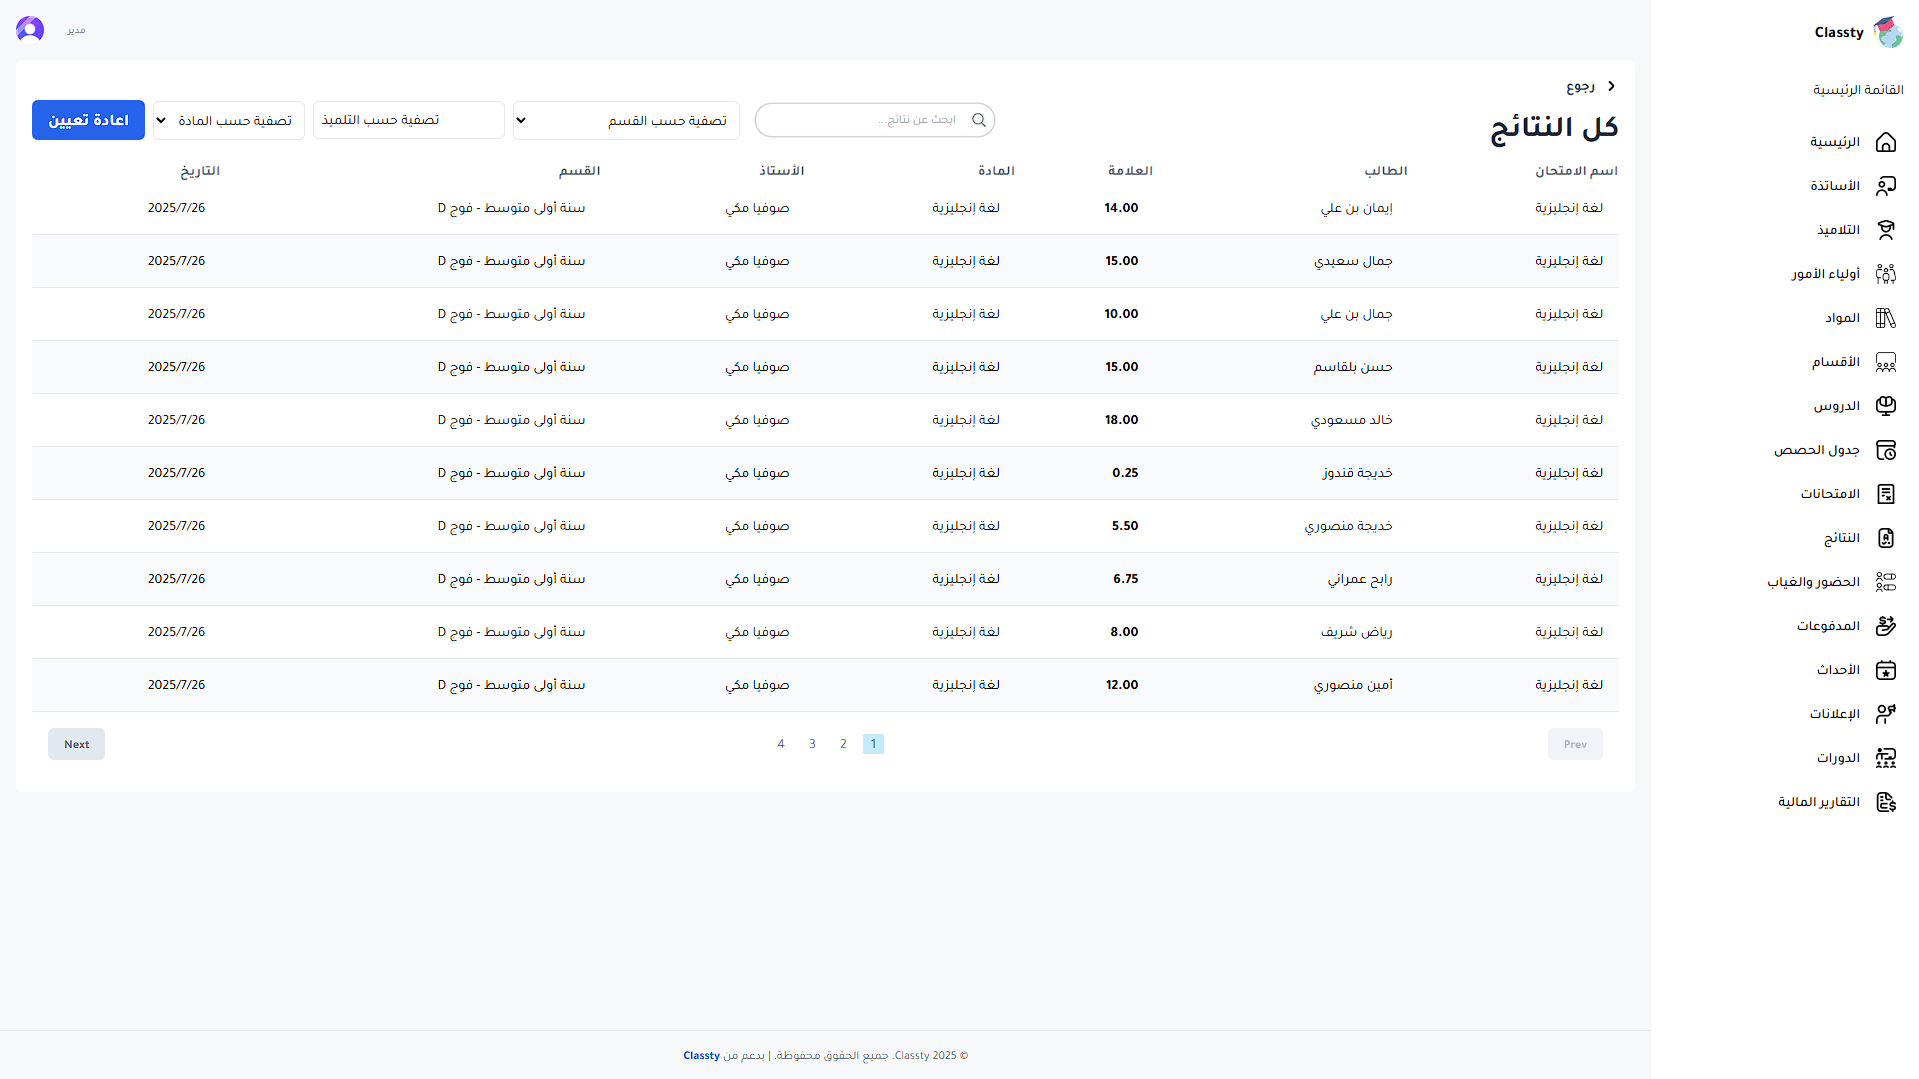 Classty
القائمة الرئيسية
الرئيسية
الأساتذة
التلاميذ
أولياء الأمور
المواد
الأقسام
الدروس
جدول الحصص
الامتحانات
النتائج
الحضور والغياب
المدفوعات
الأحداث
الإعلانات
الدورات
التقارير المالية
مدير
رجوع
كل النتائج
ابحث عن نتائج... تصفية حسب القسم تصفية حسب التلميذ تصفية حسب المادة اعادة تعيين
اسم الامتحان الطالب العلامة المادة الأستاذ القسم التاريخ
لغة إنجليزية إيمان بن علي 14.00 لغة إنجليزية صوفيا مكي سنة أولى متوسط - فوج D 2025/7/26
لغة إنجليزية جمال سعيدي 15.00 لغة إنجليزية صوفيا مكي سنة أولى متوسط - فوج D 2025/7/26
لغة إنجليزية جمال بن علي 10.00 لغة إنجليزية صوفيا مكي سنة أولى متوسط - فوج D 2025/7/26
لغة إنجليزية حسن بلقاسم 15.00 لغة إنجليزية صوفيا مكي سنة أولى متوسط - فوج D 2025/7/26
لغة إنجليزية خالد مسعودي 18.00 لغة إنجليزية صوفيا مكي سنة أولى متوسط - فوج D 2025/7/26
لغة إنجليزية خديجة قندوز 0.25 لغة إنجليزية صوفيا مكي سنة أولى متوسط - فوج D 2025/7/26
لغة إنجليزية خديجة منصوري 5.50 لغة إنجليزية صوفيا مكي سنة أولى متوسط - فوج D 2025/7/26
لغة إنجليزية رابح عمراني 6.75 لغة إنجليزية صوفيا مكي سنة أولى متوسط - فوج D 2025/7/26
لغة إنجليزية رياض شريف 8.00 لغة إنجليزية صوفيا مكي سنة أولى متوسط - فوج D 2025/7/26
لغة إنجليزية أمين منصوري 12.00 لغة إنجليزية صوفيا مكي سنة أولى متوسط - فوج D 2025/7/26
Prev 1 2 3 4 Next
© 2025 Classty. جميع الحقوق محفوظة. | بدعم من Classty